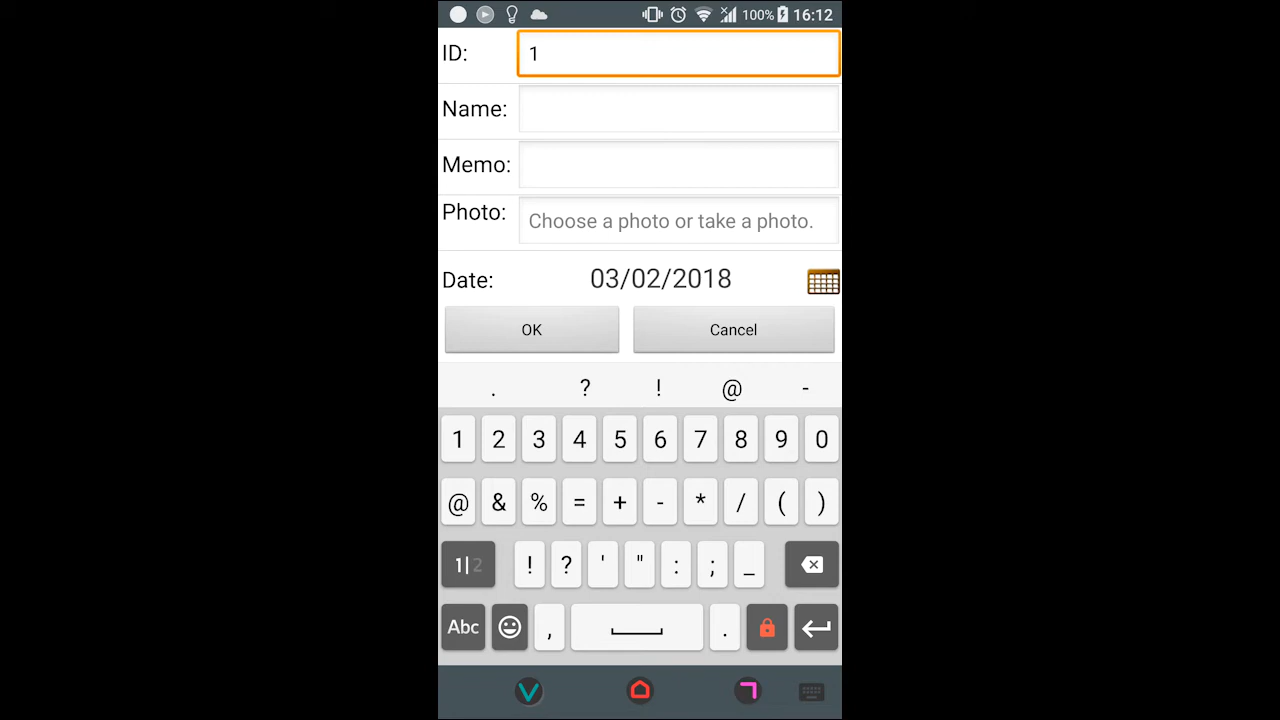 100% 16:12
ID: 1
Name:
Memo:
Photo: Choose a photo or take a photo.
Date: 03/02/2018
OK Cancel
. ? ! @ -
1 2 3 4 5 6 7 8 9 0
@ & % = + - * / ( )
1|2 ! ? ' " : ; _
Abc , .